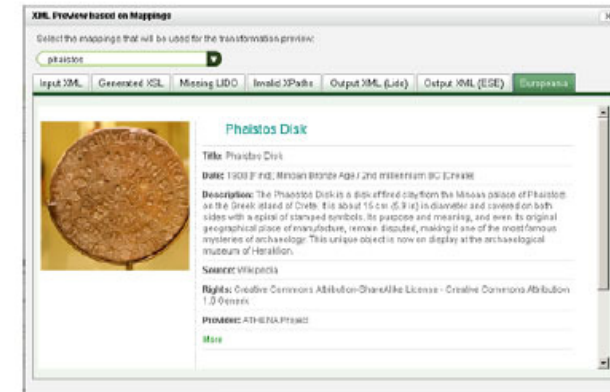 XML Preview based on Mappings
Select the mappings that will be used for the transformation preview:
phaistos
Input XML Generated XSL Missing LIDO Invalid XPaths Output XML (Lido) Output XML (ESE) Europeana
Phaistos Disk
Title: Phaistos Disk
Date: 1908 [Find]; Minoan Bronze Age / 2nd millennium BC [Create]
Description: The Phaistos Disk is a disk of fired clay from the Minoan palace of Phaistos
on the Greek island of Crete. It is about 15 cm (5.9 in) in diameter and covered on both
sides with a spiral of stamped symbols. Its purpose and meaning, and even its original
geographical place of manufacture, remain disputed, making it one of the most famous
mysteries of archaeology. This unique object is now on display at the archaeological
museum of Heraklion.
Source: Wikipedia
Rights: Creative Commons Attribution-ShareAlike License - Creative Commons Attribution
1.0 Generic
Provider: ATHENA Project
More